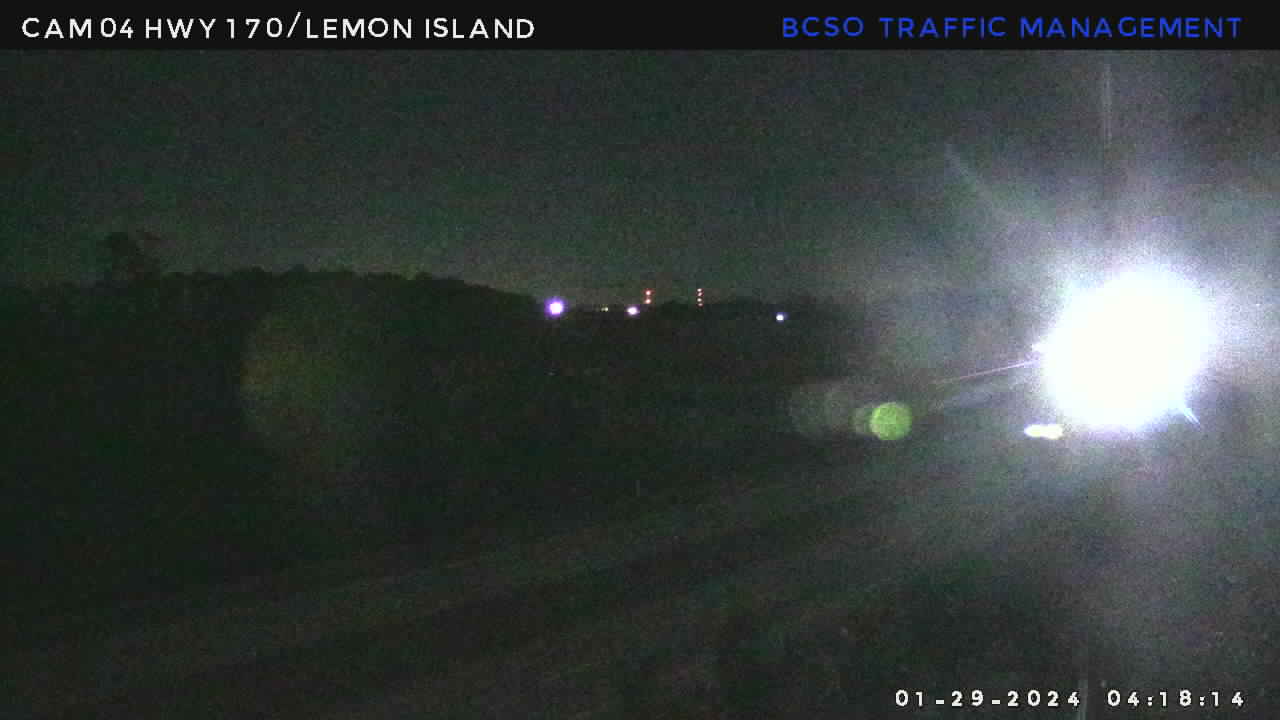 CAM04 HWY 170/LEMON ISLAND
BCSO TRAFFIC MANAGEMENT
01-29-2024 04:18:14